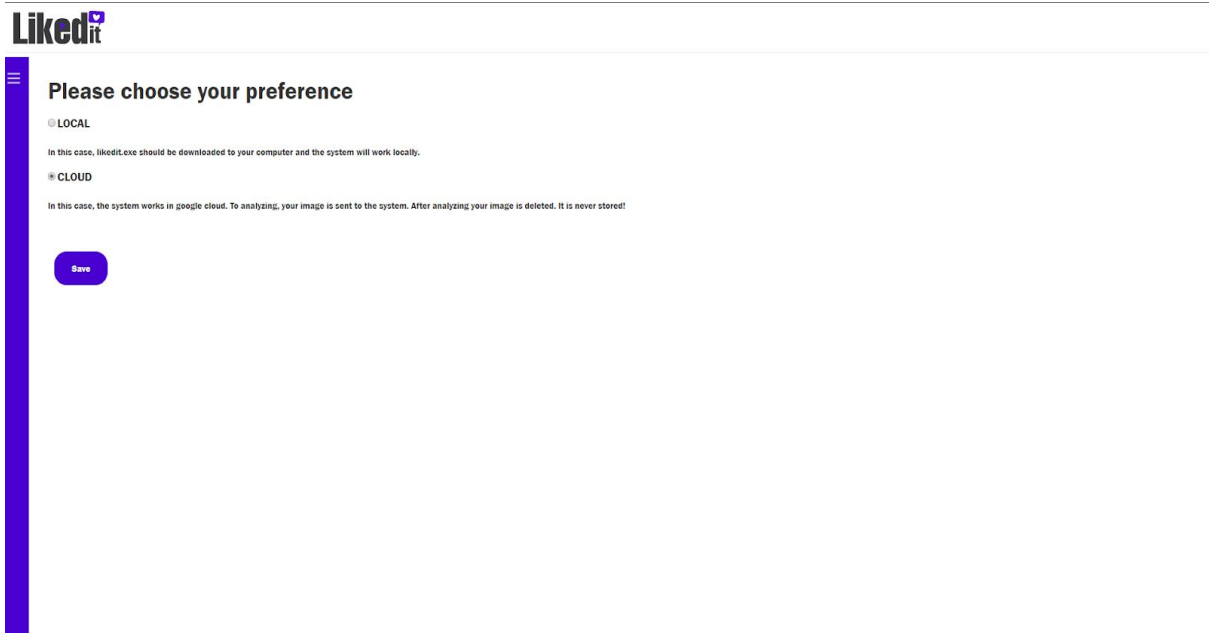 Likedit
Please choose your preference
LOCAL
In this case, likedit.exe should be downloaded to your computer and the system will work locally.
CLOUD
In this case, the system works in google cloud. To analyzing, your image is sent to the system. After analyzing your image is deleted. It is never stored!
Save